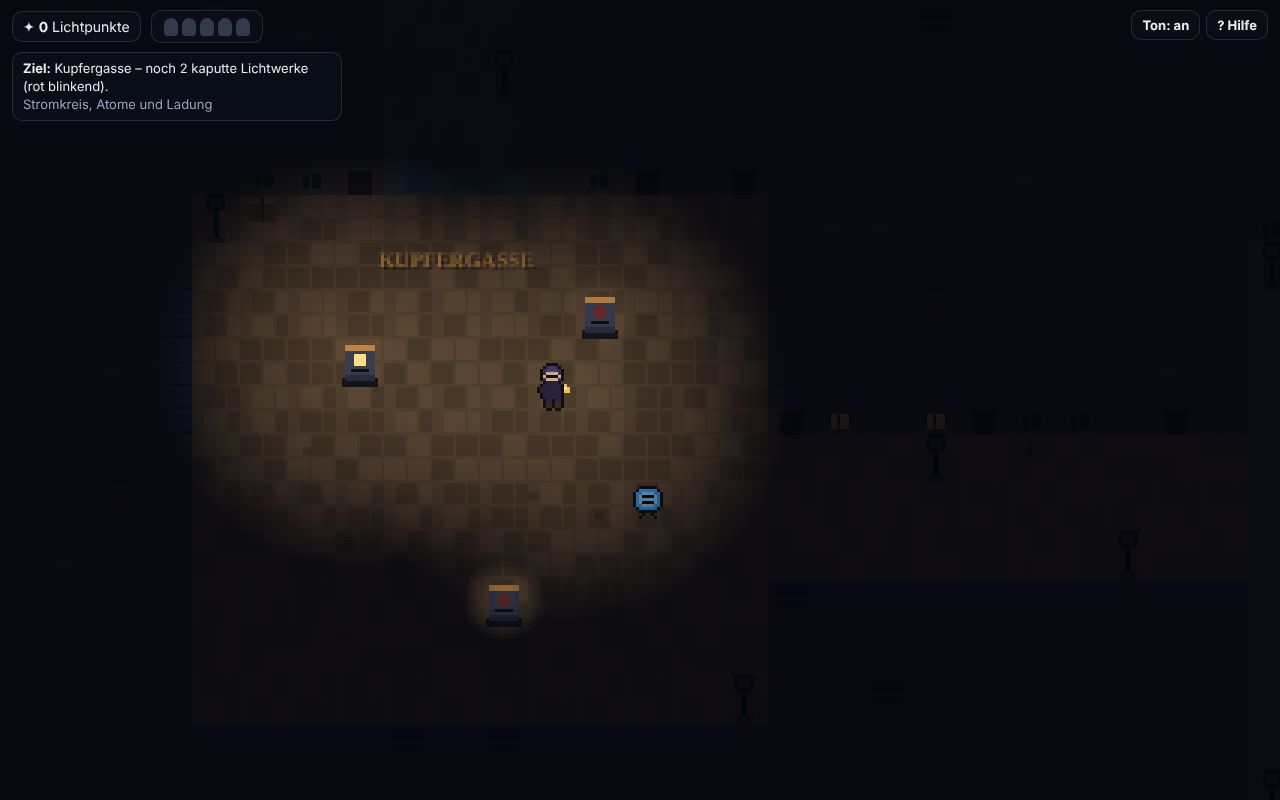 ✦ 0 Lichtpunkte
Ton: an
? Hilfe
Ziel: Kupfergasse – noch 2 kaputte Lichtwerke
(rot blinkend).
Stromkreis, Atome und Ladung
KUPFERGASSE